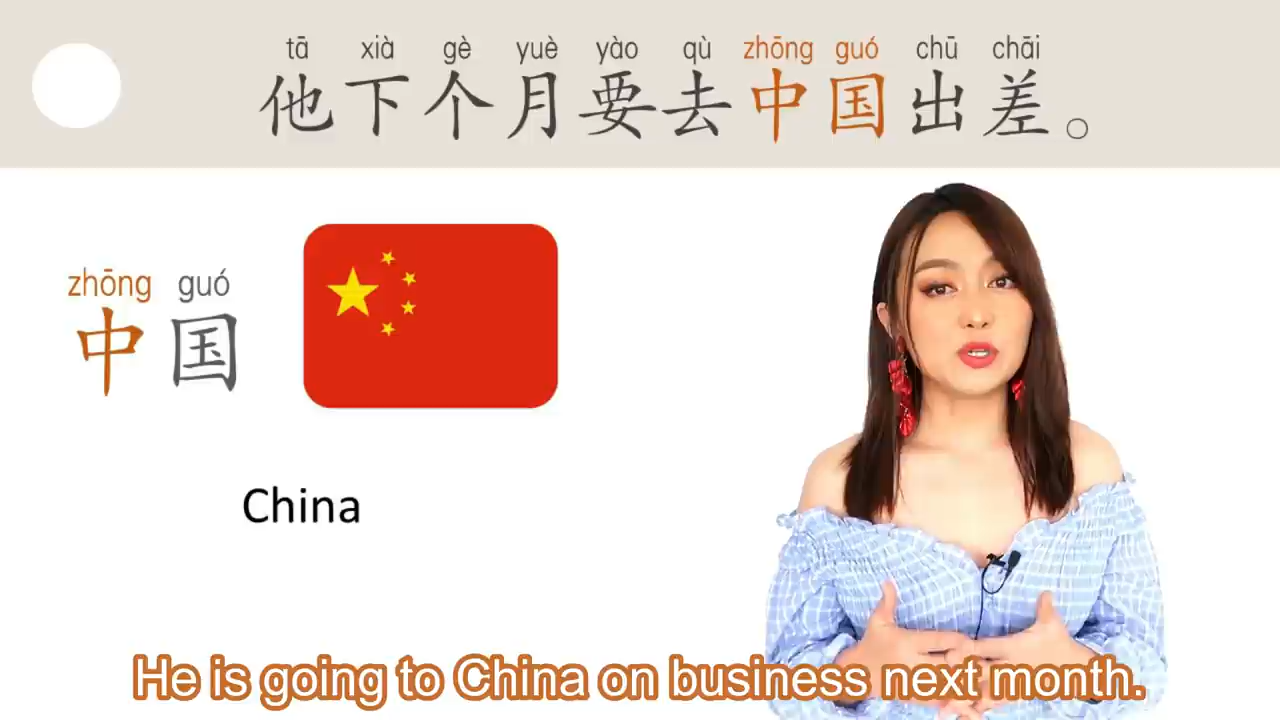 tā xià gè yuè yào qù zhōng guó chū chāi
他下个月要去中国出差。
zhōng guó
中国
China
He is going to China on business next month.